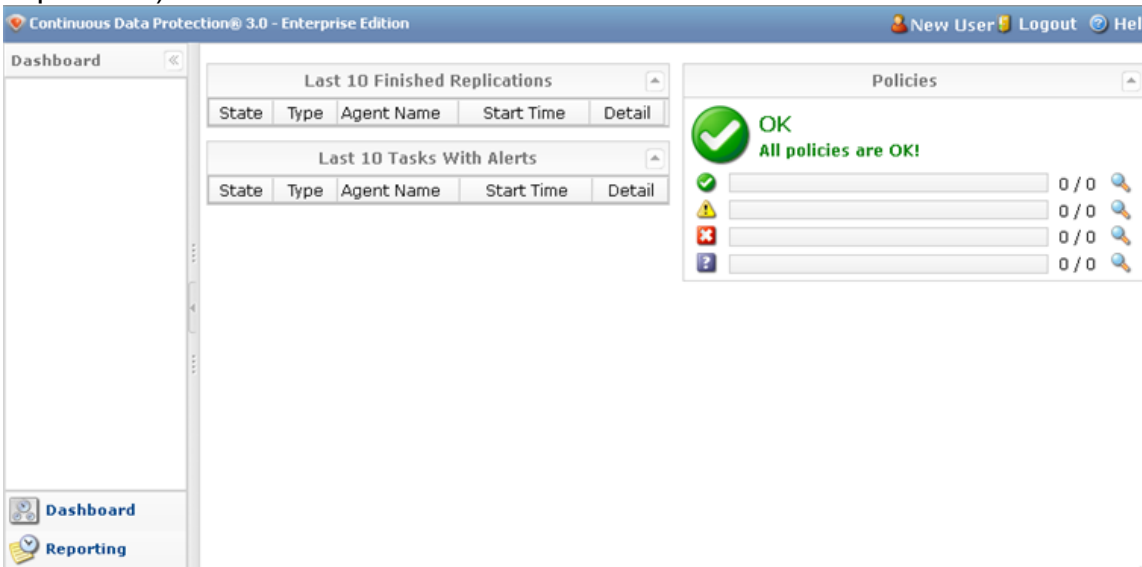 Continuous Data Protection® 3.0 - Enterprise Edition New User Logout Hel
Dashboard
Last 10 Finished Replications
State Type Agent Name Start Time Detail
Last 10 Tasks With Alerts
State Type Agent Name Start Time Detail
Policies
OK
All policies are OK!
0 / 0
0 / 0
0 / 0
0 / 0
Dashboard
Reporting